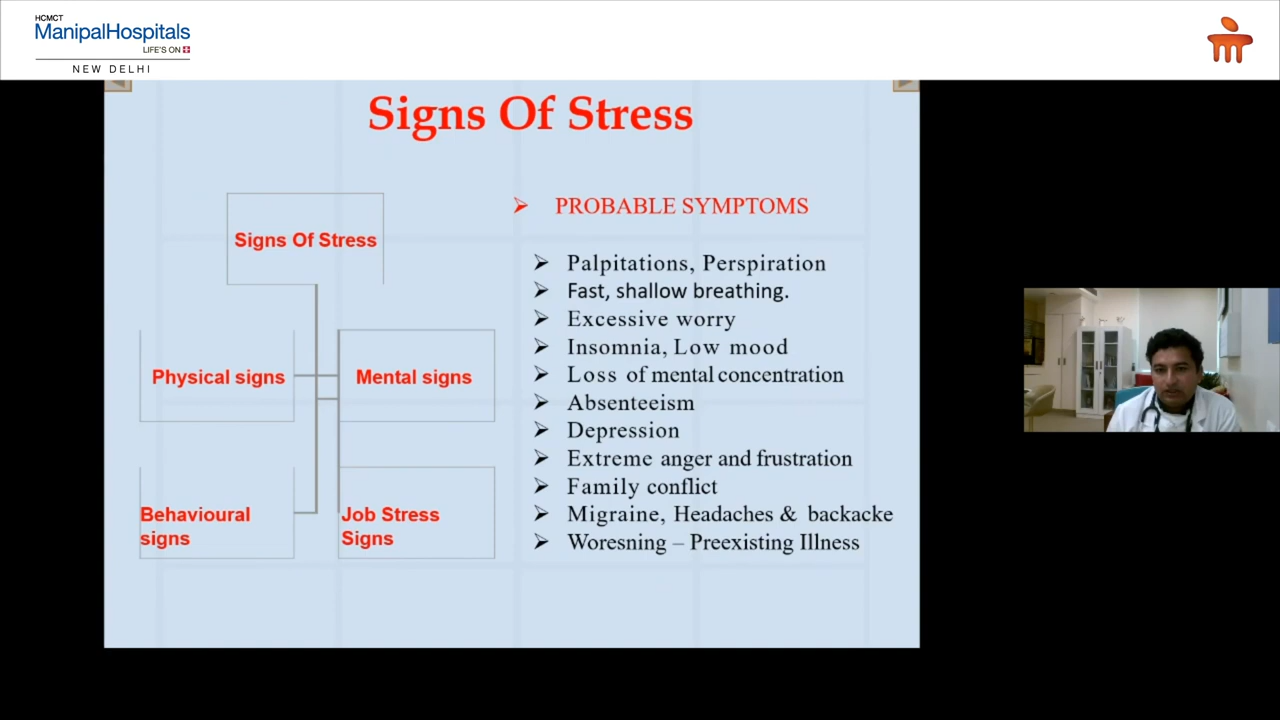 HCMCT
ManipalHospitals
LIFE'S ON
NEW DELHI
Signs Of Stress
Signs Of Stress
Physical signs
Mental signs
Behavioural
signs
Job Stress
Signs
PROBABLE SYMPTOMS
Palpitations, Perspiration
Fast, shallow breathing.
Excessive worry
Insomnia, Low mood
Loss of mental concentration
Absenteeism
Depression
Extreme anger and frustration
Family conflict
Migraine, Headaches & backacke
Woresning – Preexisting Illness